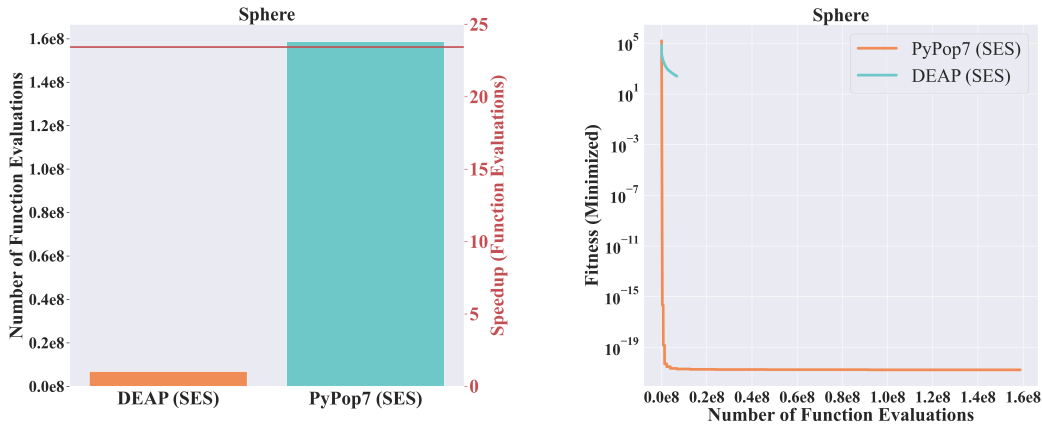 Sphere
Number of Function Evaluations
1.6e8
1.4e8
1.2e8
1.0e8
0.8e8
0.6e8
0.4e8
0.2e8
0.0e8
DEAP (SES)
PyPop7 (SES)
25
20
15
10
5
0
Speedup (Function Evaluations)
Sphere
PyPop7 (SES)
DEAP (SES)
Fitness (Minimized)
10^5
10^1
10^−3
10^−7
10^−11
10^−15
10^−19
0.0e8 0.2e8 0.4e8 0.6e8 0.8e8 1.0e8 1.2e8 1.4e8 1.6e8
Number of Function Evaluations